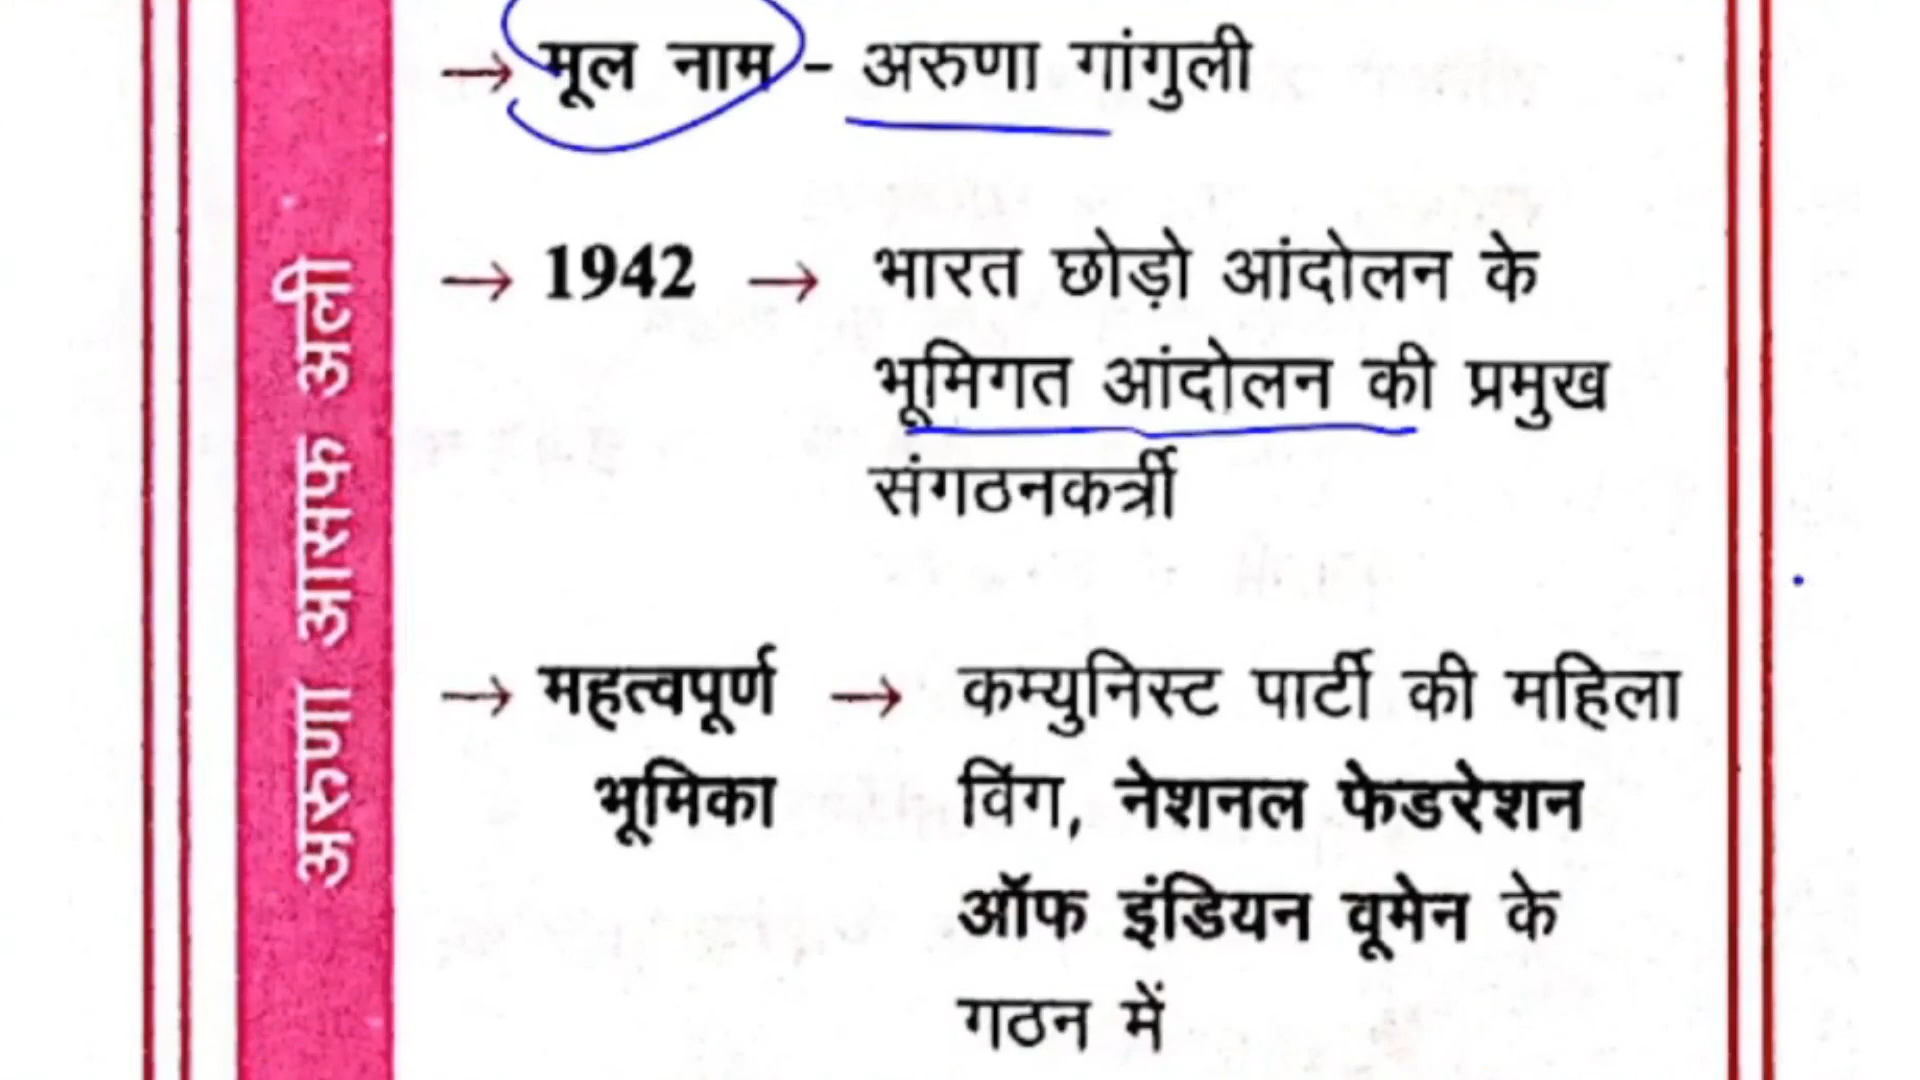 अरुणा आसफ अली
→ मूल नाम - अरुणा गांगुली
→ 1942 → भारत छोड़ो आंदोलन के
भूमिगत आंदोलन की प्रमुख
संगठनकर्त्री
→ महत्वपूर्ण → कम्युनिस्ट पार्टी की महिला
भूमिका विंग, नेशनल फेडरेशन
ऑफ इंडियन वूमेन के
गठन में